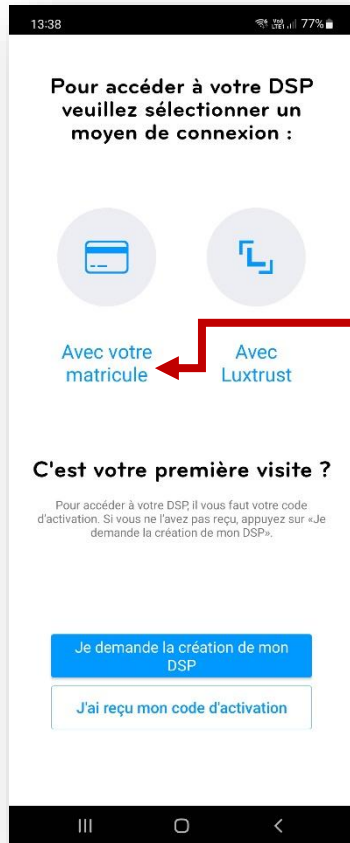 13:38
77%
Pour accéder à votre DSP
veuillez sélectionner un
moyen de connexion :
Avec votre
matricule
Avec
Luxtrust
C'est votre première visite ?
Pour accéder à votre DSP, il vous faut votre code
d'activation. Si vous ne l'avez pas reçu, appuyez sur «Je
demande la création de mon DSP».
Je demande la création de mon
DSP
J'ai reçu mon code d'activation